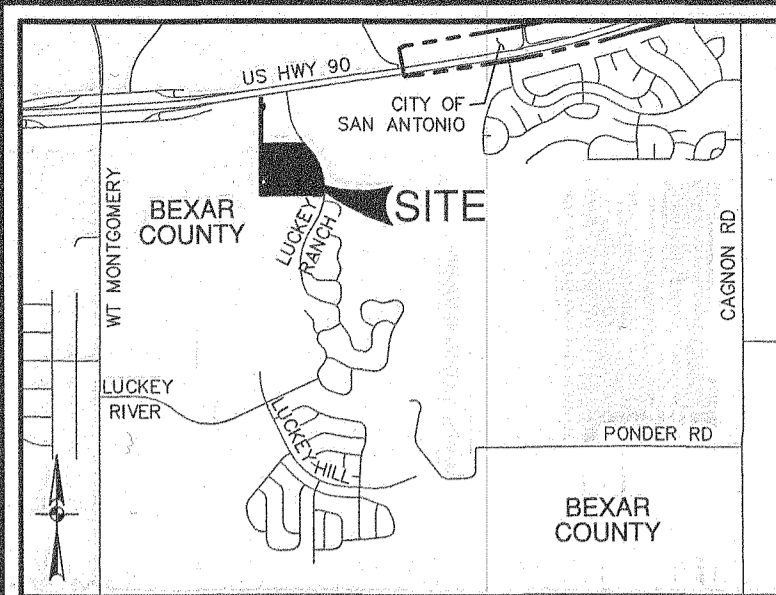 US HWY 90
CITY OF
SAN ANTONIO
WT MONTGOMERY
BEXAR
COUNTY
SITE
LUCKEY
RANCH
CAGNON RD
LUCKEY
RIVER
LUCKEY HILL
PONDER RD
BEXAR
COUNTY